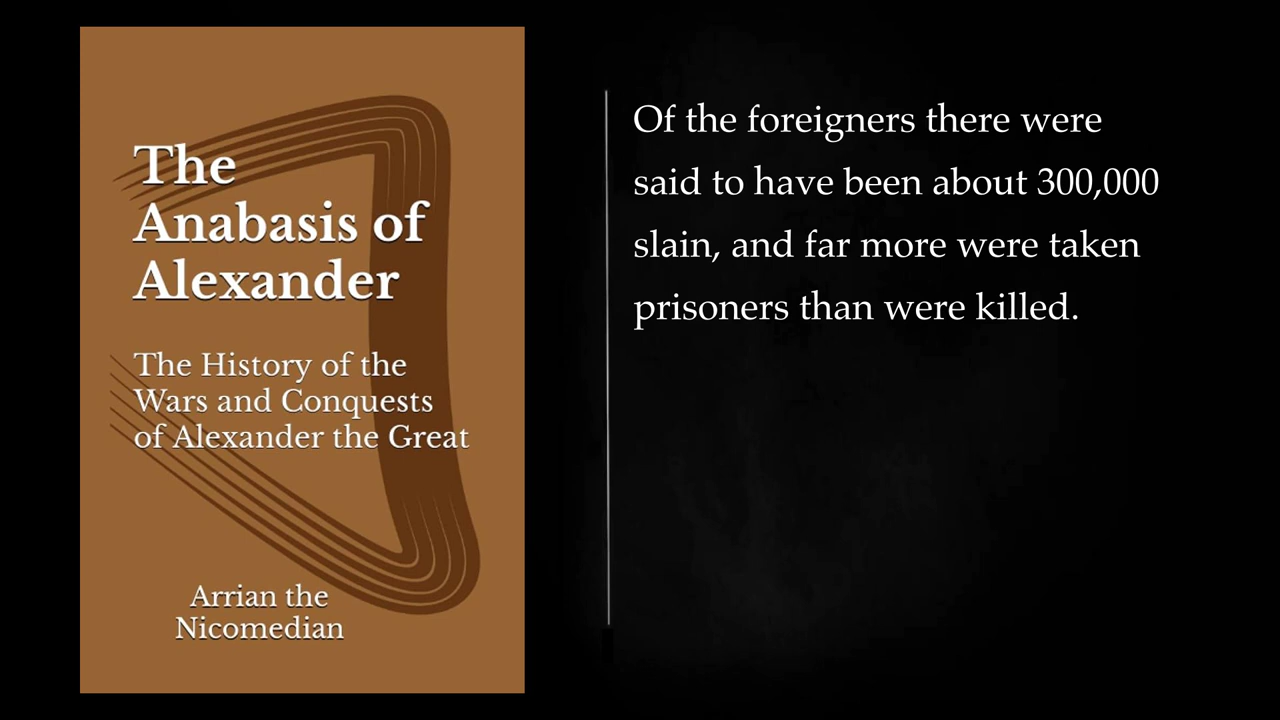 The
Anabasis of
Alexander
The History of the
Wars and Conquests
of Alexander the Great
Arrian the
Nicomedian
Of the foreigners there were
said to have been about 300,000
slain, and far more were taken
prisoners than were killed.